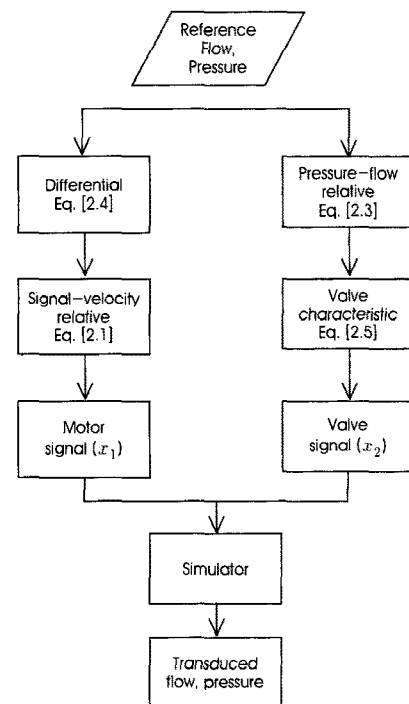 Reference
Flow,
Pressure
Differential
Eq. [2.4]
Pressure–flow
relative
Eq. [2.3]
Signal–velocity
relative
Eq. [2.1]
Valve
characteristic
Eq. [2.5]
Motor
signal (x₁)
Valve
signal (x₂)
Simulator
Transduced
flow, pressure